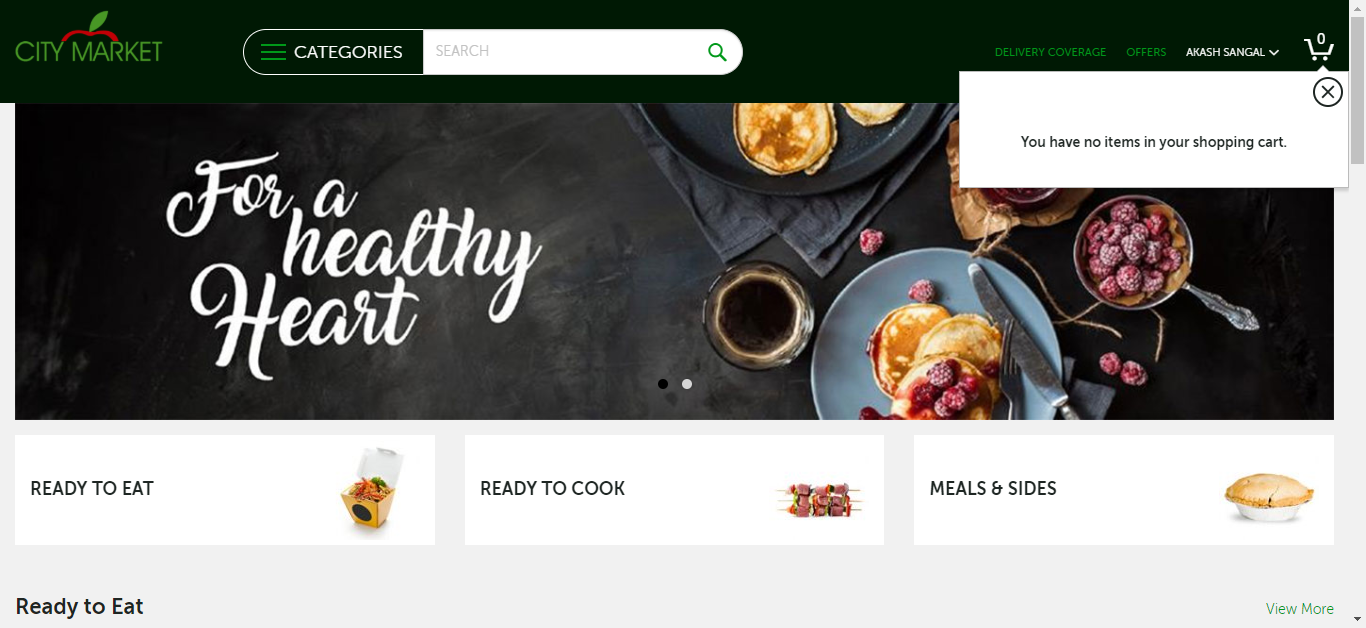 CITY MARKET
CATEGORIES
SEARCH
DELIVERY COVERAGE
OFFERS
AKASH SANGAL
0
You have no items in your shopping cart.
For a
healthy
Heart
READY TO EAT
READY TO COOK
MEALS & SIDES
Ready to Eat
View More